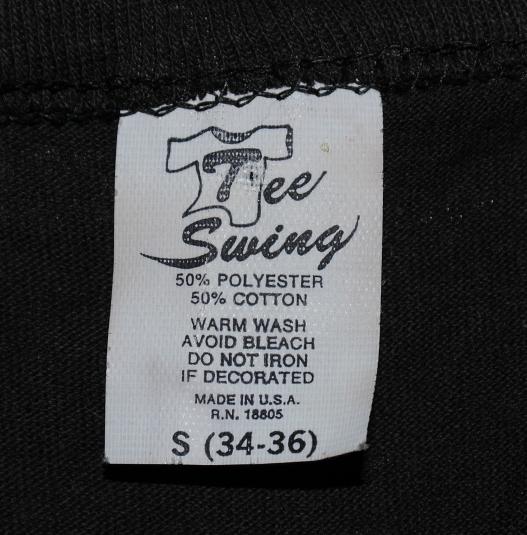 Tee
Swing
50% POLYESTER
50% COTTON
WARM WASH
AVOID BLEACH
DO NOT IRON
IF DECORATED
MADE IN U.S.A.
R.N. 18805
S (34-36)